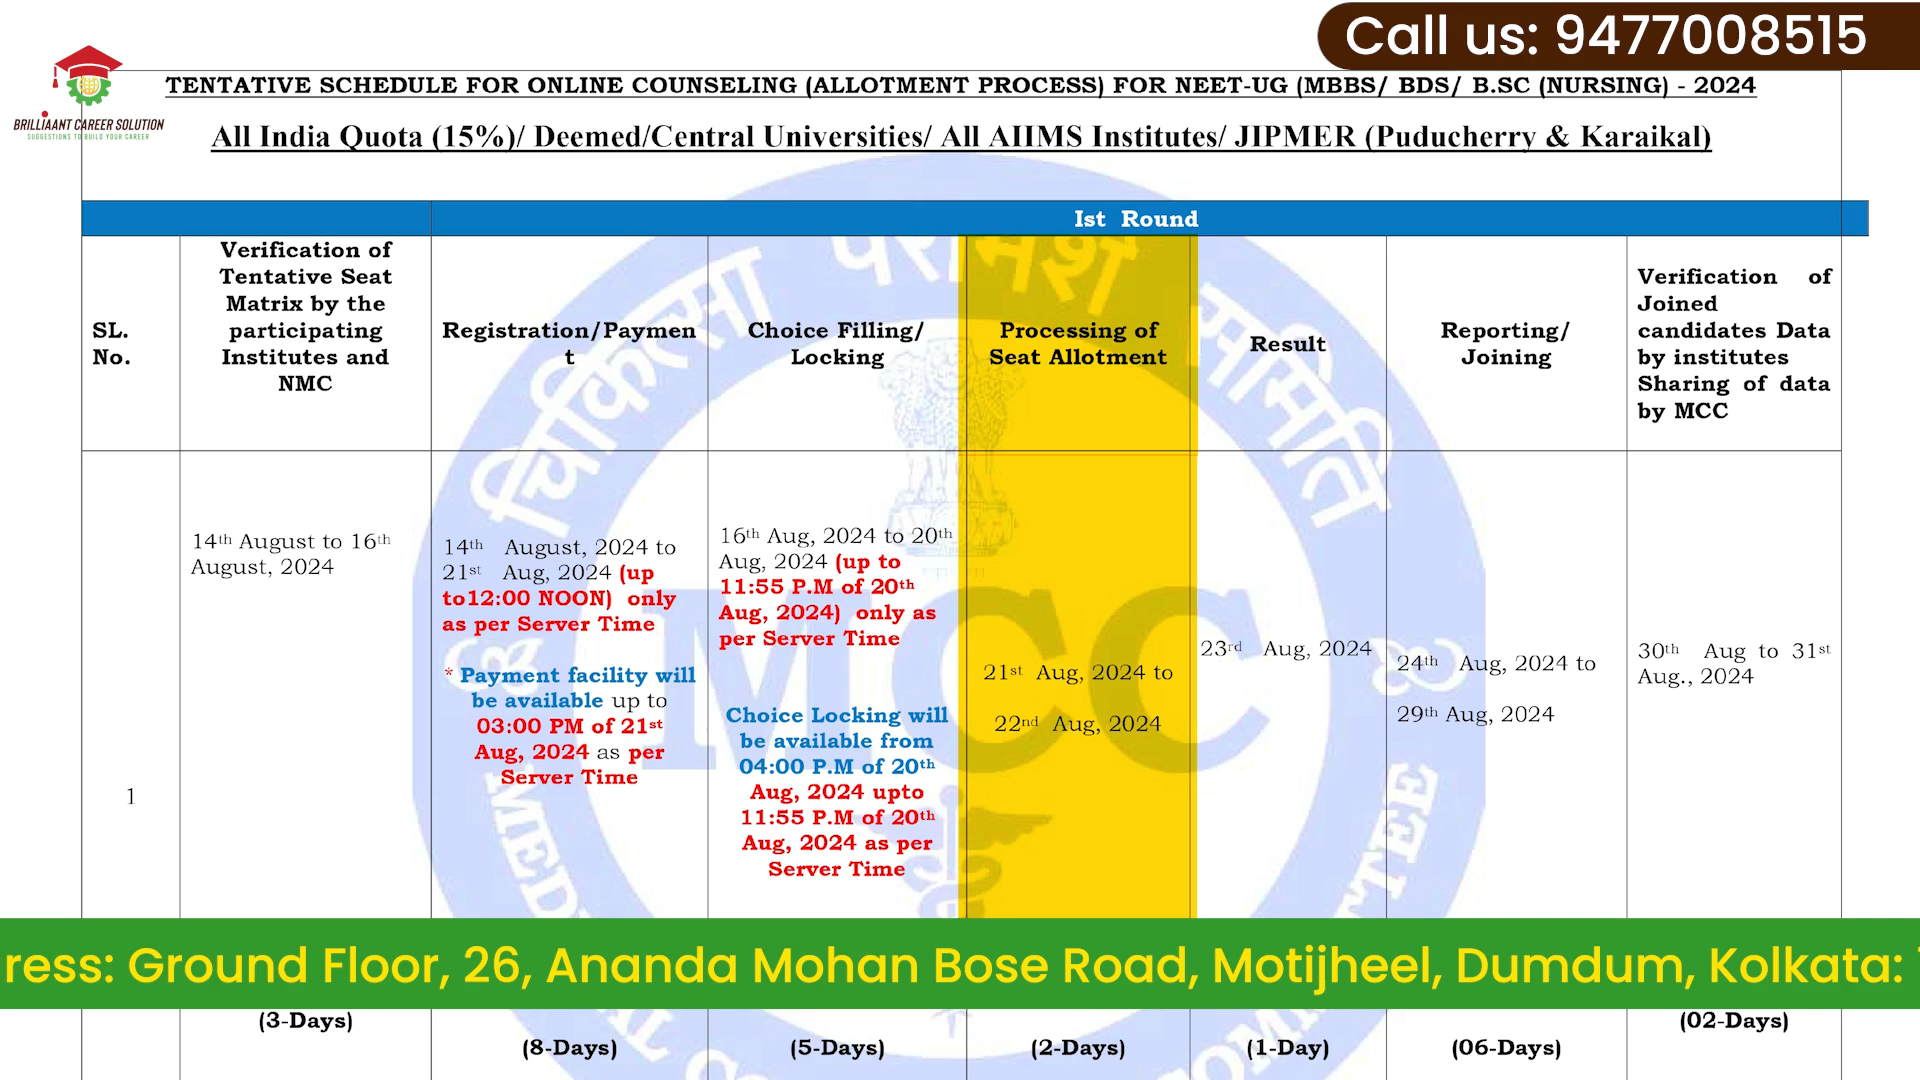 Call us: 9477008515
BRILLIAANT CAREER SOLUTION
SUGGESTIONS TO BUILD YOUR CAREER
TENTATIVE SCHEDULE FOR ONLINE COUNSELING (ALLOTMENT PROCESS) FOR NEET-UG (MBBS/ BDS/ B.SC (NURSING) - 2024
All India Quota (15%)/ Deemed/Central Universities/ All AIIMS Institutes/ JIPMER (Puducherry & Karaikal)
Ist Round
SL.
No.
Verification of
Tentative Seat
Matrix by the
participating
Institutes and
NMC
Registration/Paymen
t
Choice Filling/
Locking
Processing of
Seat Allotment
Result
Reporting/
Joining
Verification of
Joined
candidates Data
by institutes
Sharing of data
by MCC
1
14th August to 16th
August, 2024
(3-Days)
14th August, 2024 to
21st Aug, 2024 (up
to12:00 NOON) only
as per Server Time
* Payment facility will
be available up to
03:00 PM of 21st
Aug, 2024 as per
Server Time
(8-Days)
16th Aug, 2024 to 20th
Aug, 2024 (up to
11:55 P.M of 20th
Aug, 2024) only as
per Server Time
Choice Locking will
be available from
04:00 P.M of 20th
Aug, 2024 upto
11:55 P.M of 20th
Aug, 2024 as per
Server Time
(5-Days)
21st Aug, 2024 to
22nd Aug, 2024
(2-Days)
23rd Aug, 2024
(1-Day)
24th Aug, 2024 to
29th Aug, 2024
(06-Days)
30th Aug to 31st
Aug., 2024
(02-Days)
चिकित्सा परामर्श समिति
MCC
ress: Ground Floor, 26, Ananda Mohan Bose Road, Motijheel, Dumdum, Kolkata: